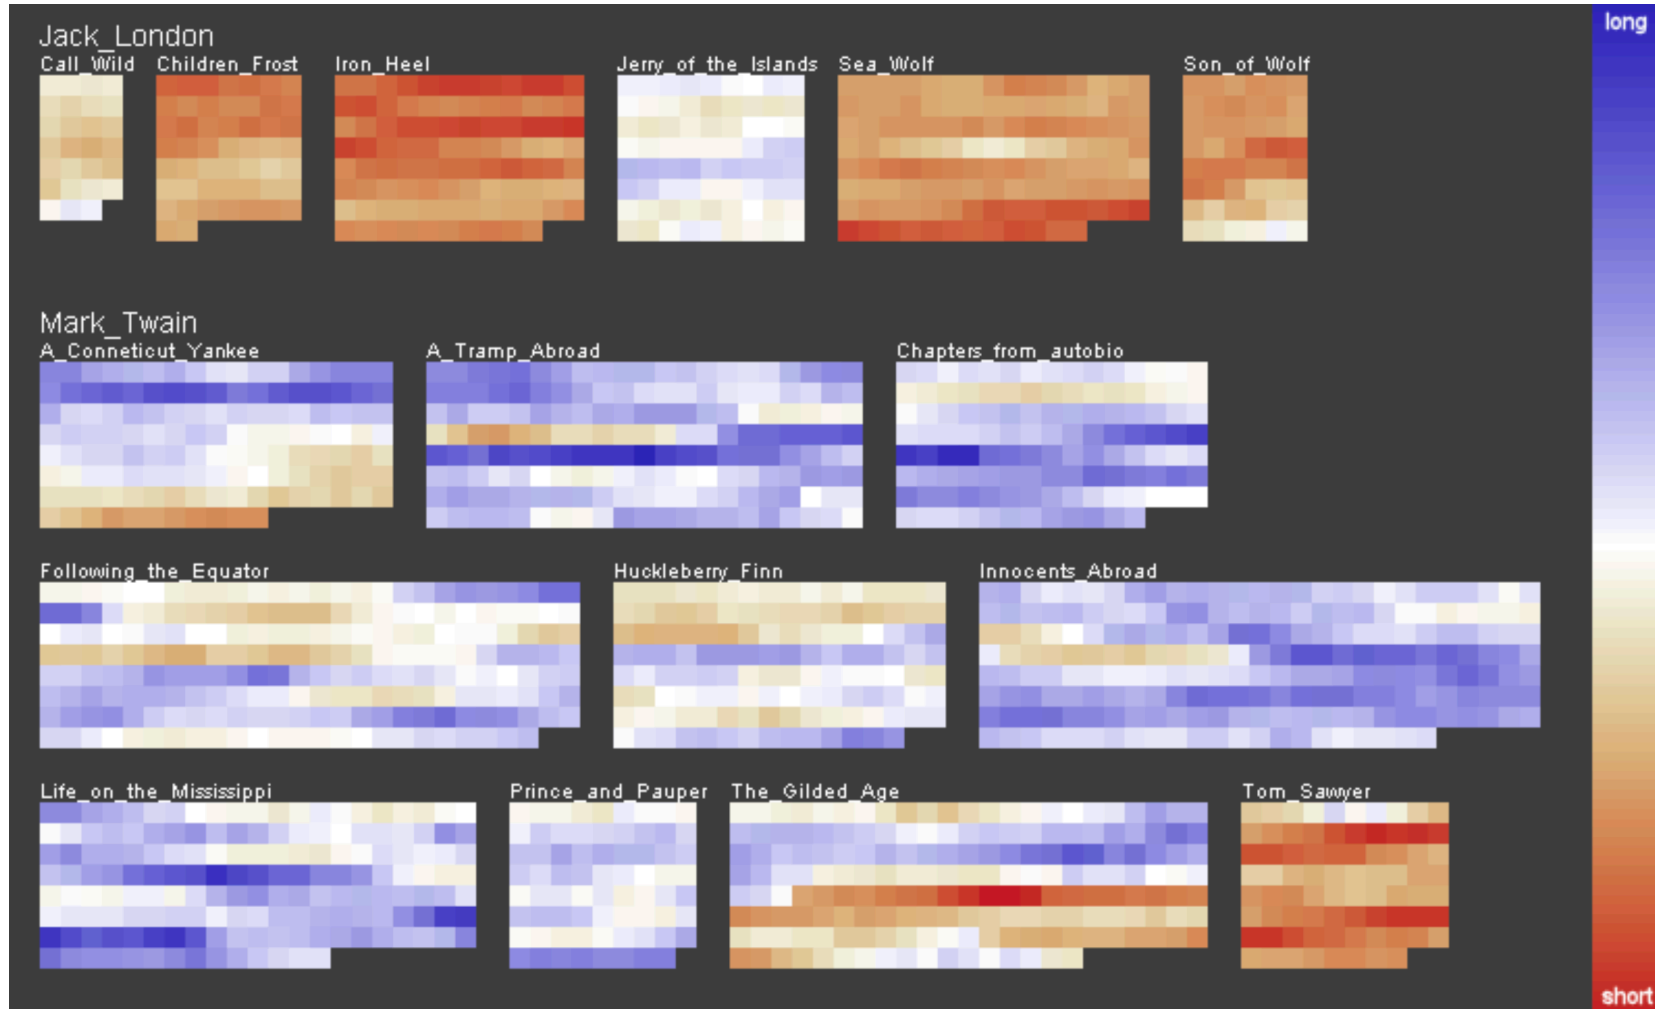 Jack_London
Call_Wild Children_Frost Iron_Heel Jerry_of_the_Islands Sea_Wolf Son_of_Wolf
Mark_Twain
A_Conneticut_Yankee A_Tramp_Abroad Chapters_from_autobio
Following_the_Equator Huckleberry_Finn Innocents_Abroad
Life_on_the_Mississippi Prince_and_Pauper The_Gilded_Age Tom_Sawyer
long
short